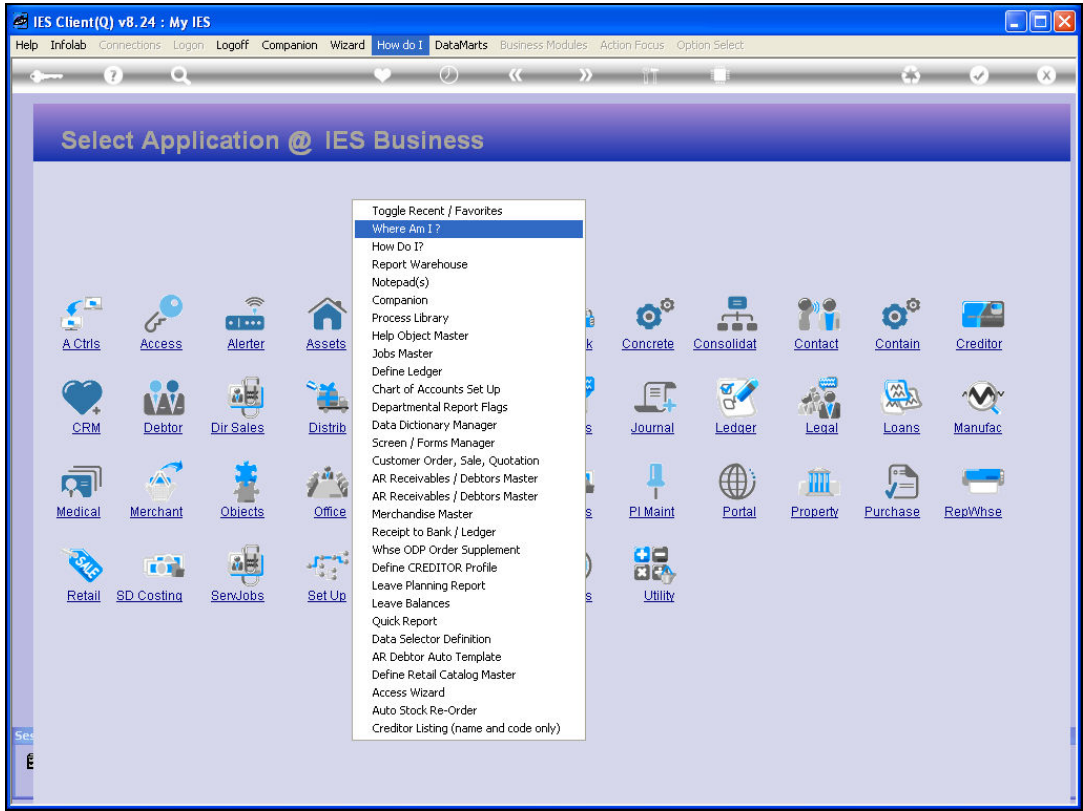 IES Client(Q) v8.24 : My IES
Help Infolab Connections Logon Logoff Companion Wizard How do I DataMarts Business Modules Action Focus Option Select
Select Application @ IES Business
Toggle Recent / Favorites
Where Am I ?
How Do I?
Report Warehouse
Notepad(s)
Companion
Process Library
Help Object Master
Jobs Master
Define Ledger
Chart of Accounts Set Up
Departmental Report Flags
Data Dictionary Manager
Screen / Forms Manager
Customer Order, Sale, Quotation
AR Receivables / Debtors Master
AR Receivables / Debtors Master
Merchandise Master
Receipt to Bank / Ledger
Whse ODP Order Supplement
Define CREDITOR Profile
Leave Planning Report
Leave Balances
Quick Report
Data Selector Definition
AR Debtor Auto Template
Define Retail Catalog Master
Access Wizard
Auto Stock Re-Order
Creditor Listing (name and code only)
A Ctrls Access Alerter Assets k Concrete Consolidat Contact Contain Creditor
CRM Debtor Dir Sales Distrib s Journal Ledger Legal Loans Manufac
Medical Merchant Objects Office s Pl Maint Portal Property Purchase RepWhse
SALE
Retail SD Costing ServJobs Set Up s Utility
Ses